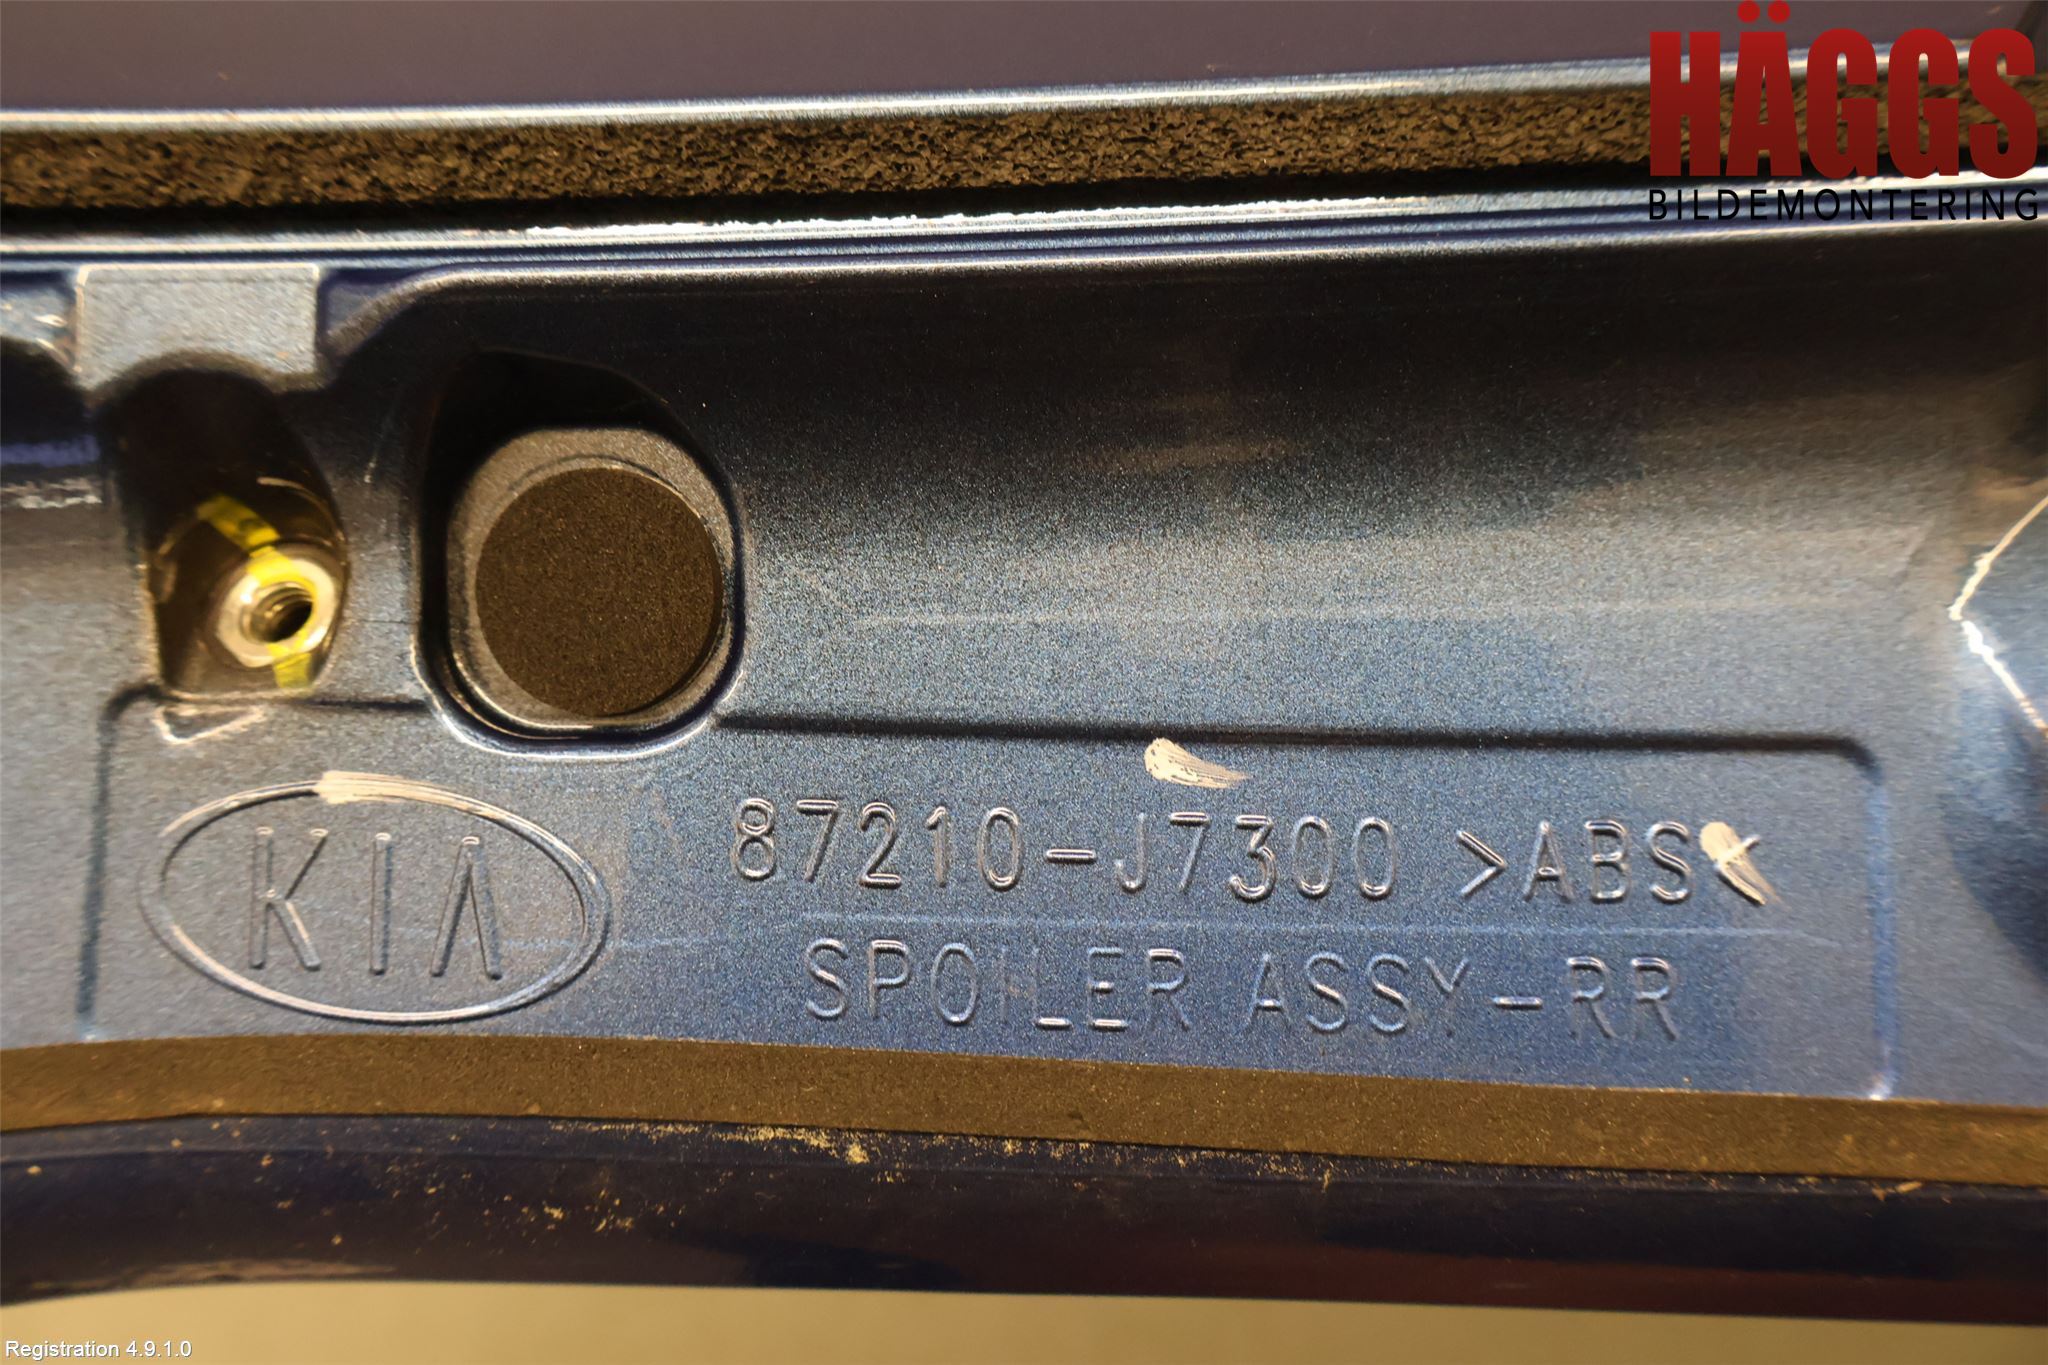 HÄGGS
BILDEMONTERING
KIA
87210-J7300 >ABS<
SPOILER ASSY-RR
Registration 4.9.1.0